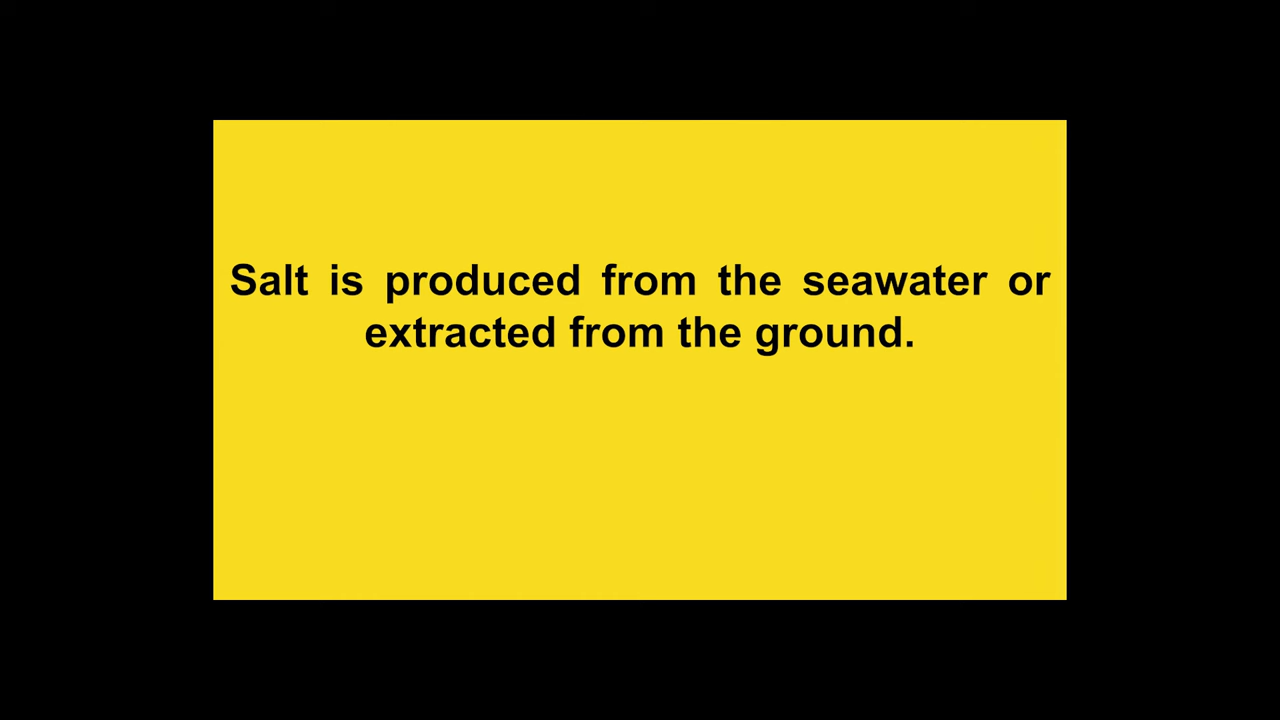 Salt is produced from the seawater or
extracted from the ground.